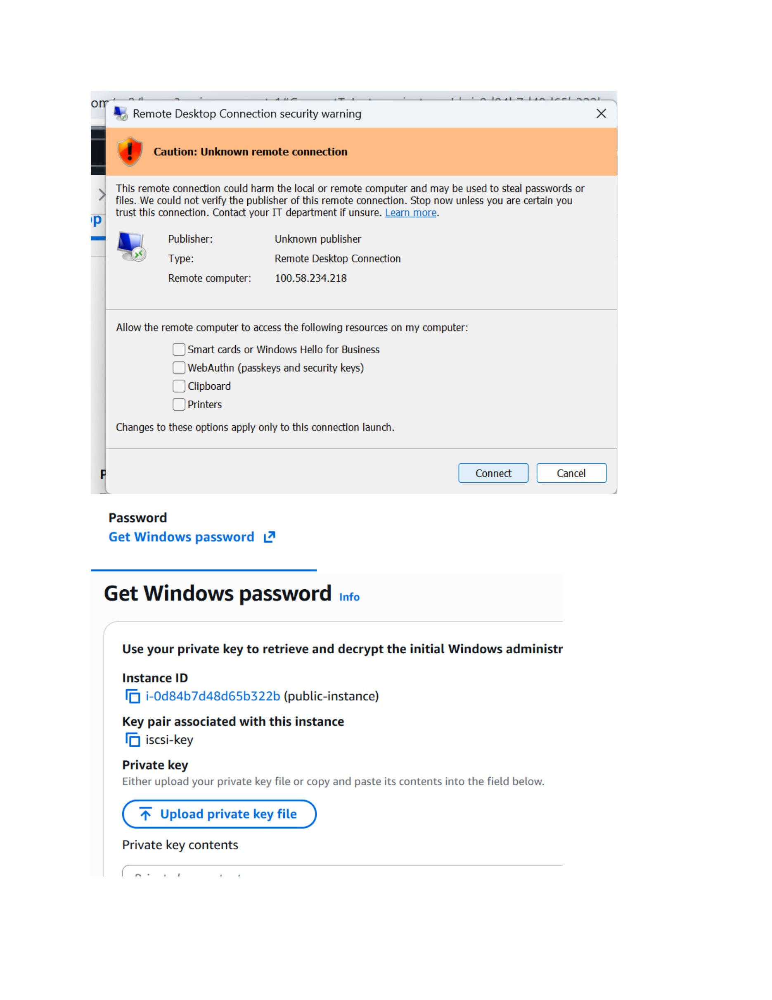 Remote Desktop Connection security warning
Caution: Unknown remote connection
This remote connection could harm the local or remote computer and may be used to steal passwords or
files. We could not verify the publisher of this remote connection. Stop now unless you are certain you
trust this connection. Contact your IT department if unsure. Learn more.
Publisher: Unknown publisher
Type: Remote Desktop Connection
Remote computer: 100.58.234.218
Allow the remote computer to access the following resources on my computer:
Smart cards or Windows Hello for Business
WebAuthn (passkeys and security keys)
Clipboard
Printers
Changes to these options apply only to this connection launch.
Connect Cancel
Password
Get Windows password
Get Windows password Info
Use your private key to retrieve and decrypt the initial Windows administr
Instance ID
i-0d84b7d48d65b322b (public-instance)
Key pair associated with this instance
iscsi-key
Private key
Either upload your private key file or copy and paste its contents into the field below.
Upload private key file
Private key contents